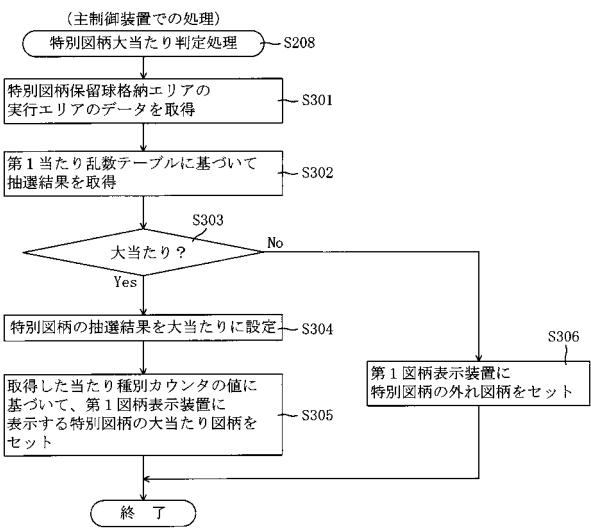 (主制御装置での処理)
特別図柄大当たり判定処理
S208
特別図柄保留球格納エリアの
実行エリアのデータを取得
S301
第1当たり乱数テーブルに基づいて
抽選結果を取得
S302
S303
大当たり?
No
Yes
特別図柄の抽選結果を大当たりに設定
S304
S306
第1図柄表示装置に
特別図柄の外れ図柄をセット
取得した当たり種別カウンタの値に
基づいて、第1図柄表示装置に
表示する特別図柄の大当たり図柄を
セット
S305
終 了